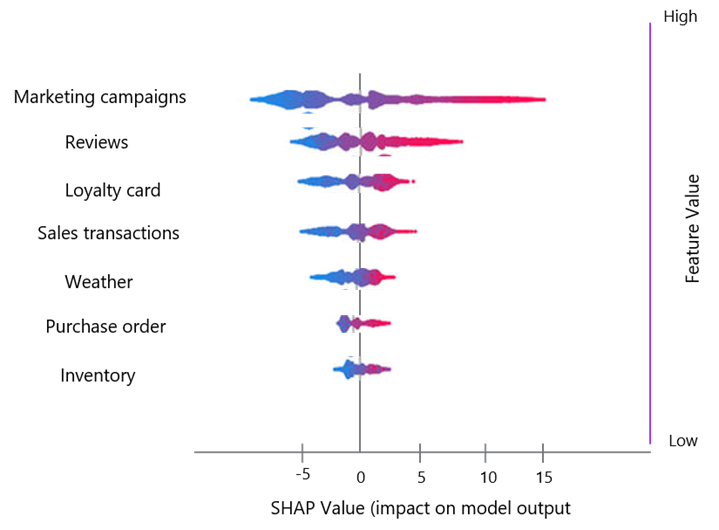 High
Marketing campaigns
Reviews
Loyalty card
Sales transactions
Weather
Purchase order
Inventory
Feature Value
Low
-5 0 5 10 15
SHAP Value (impact on model output